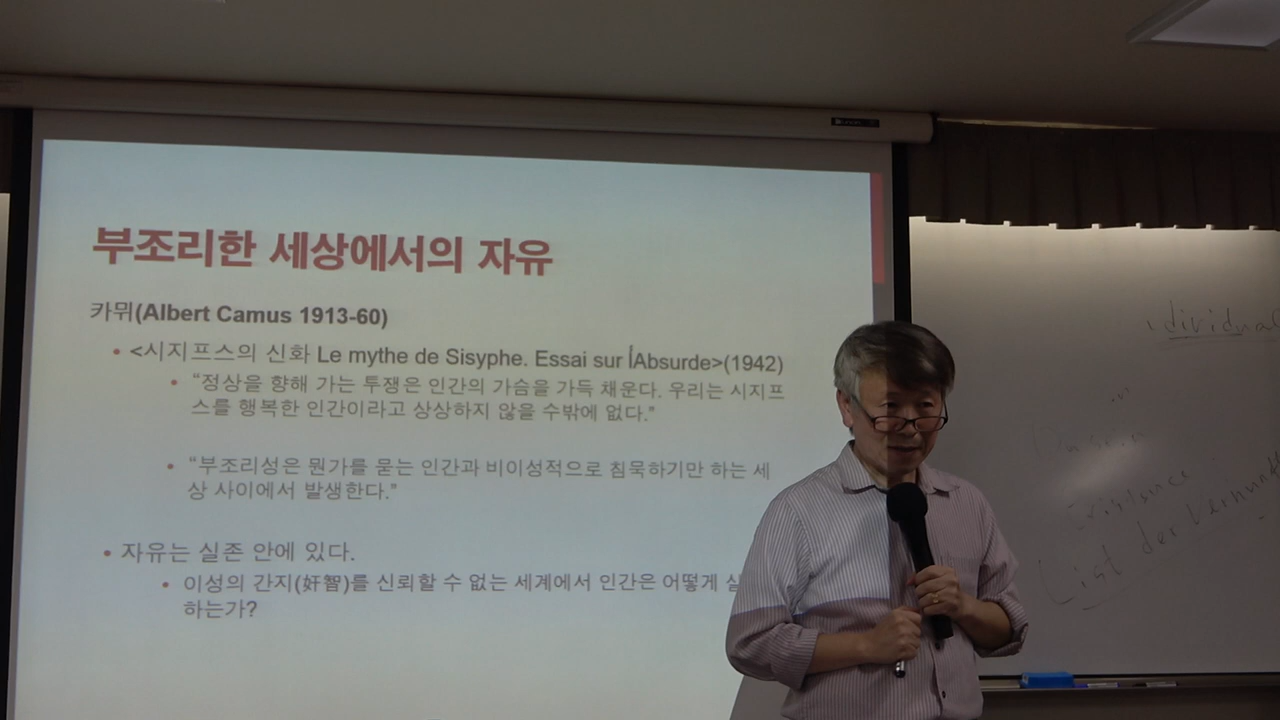 부조리한 세상에서의 자유
카뮈(Albert Camus 1913-60)
• <시지프스의 신화 Le mythe de Sisyphe. Essai sur ĺAbsurde>(1942)
• “정상을 향해 가는 투쟁은 인간의 가슴을 가득 채운다. 우리는 시지프
스를 행복한 인간이라고 상상하지 않을 수밖에 없다.”
• “부조리성은 뭔가를 묻는 인간과 비이성적으로 침묵하기만 하는 세
상 사이에서 발생한다.”
• 자유는 실존 안에 있다.
• 이성의 간지(奸智)를 신뢰할 수 없는 세계에서 인간은 어떻게
하는가?
List der Vernunft